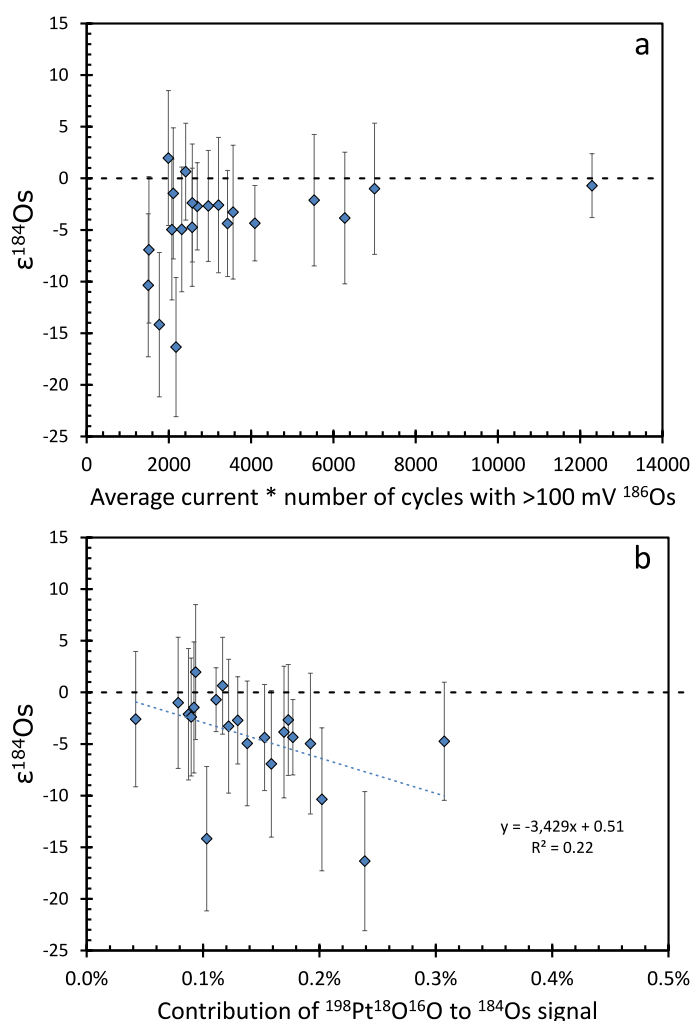 15
a
10
5
0
-5
-10
-15
-20
-25
ε¹⁸⁴Os
0 2000 4000 6000 8000 10000 12000 14000
Average current * number of cycles with >100 mV ¹⁸⁶Os
15
b
10
5
0
-5
-10
-15
-20
-25
ε¹⁸⁴Os
y = -3,429x + 0.51
R² = 0.22
0.0% 0.1% 0.2% 0.3% 0.4% 0.5%
Contribution of ¹⁹⁸Pt¹⁸O¹⁶O to ¹⁸⁴Os signal